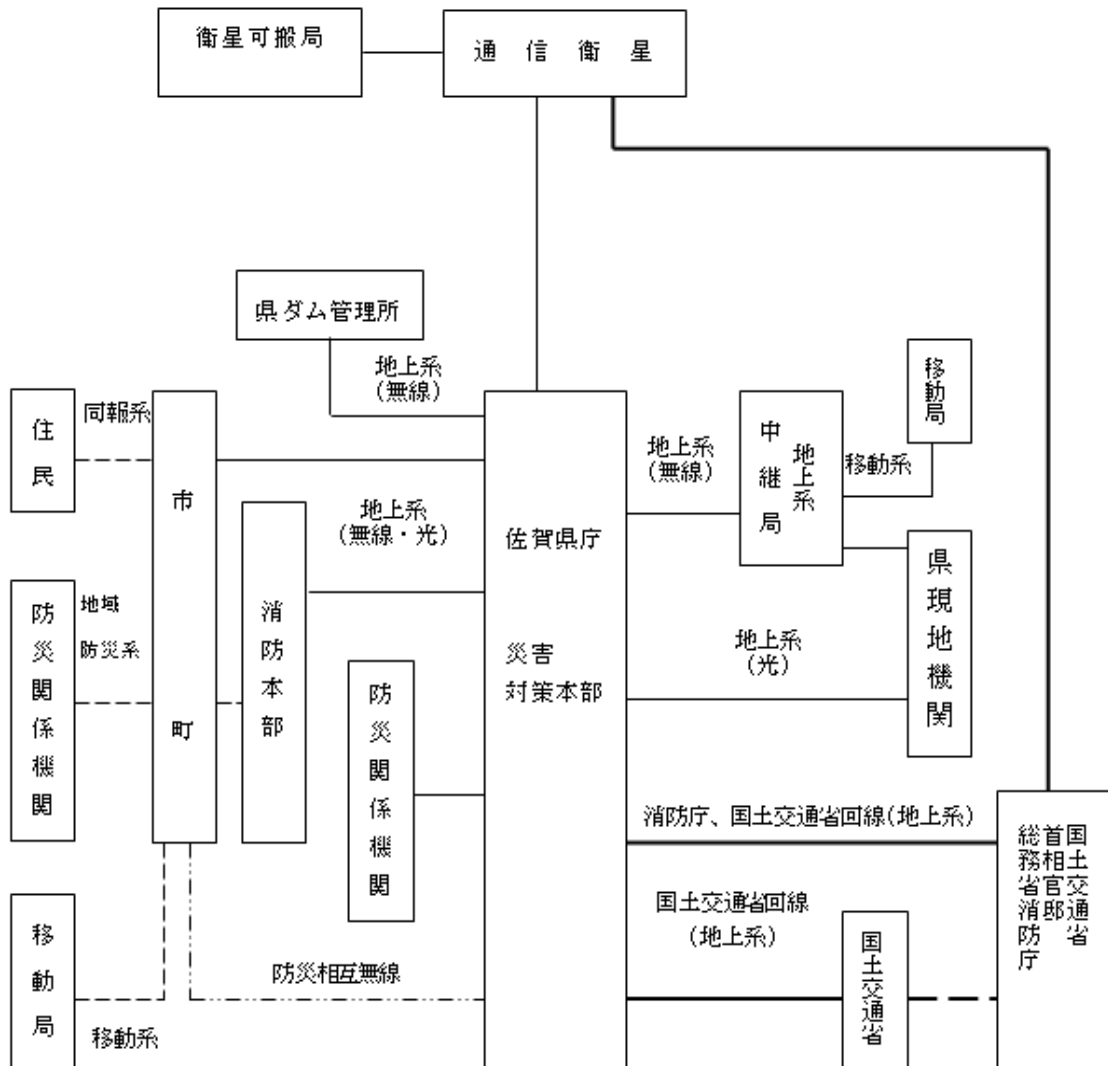 衛星可搬局
通信衛星
県ダム管理所
地上系
(無線)
移動局
住民
同報系
市町
地上系
(無線・光)
佐賀県庁
災害
対策本部
地上系
(無線)
中継局
地上系
移動系
県現地機関
防災関係機関
地域
防災系
消防本部
防災関係機関
地上系
(光)
消防庁、国土交通省回線(地上系)
国土交通省
首相官邸
総務省消防庁
国土交通省回線
(地上系)
国土交通省
移動局
移動系
防災相互無線